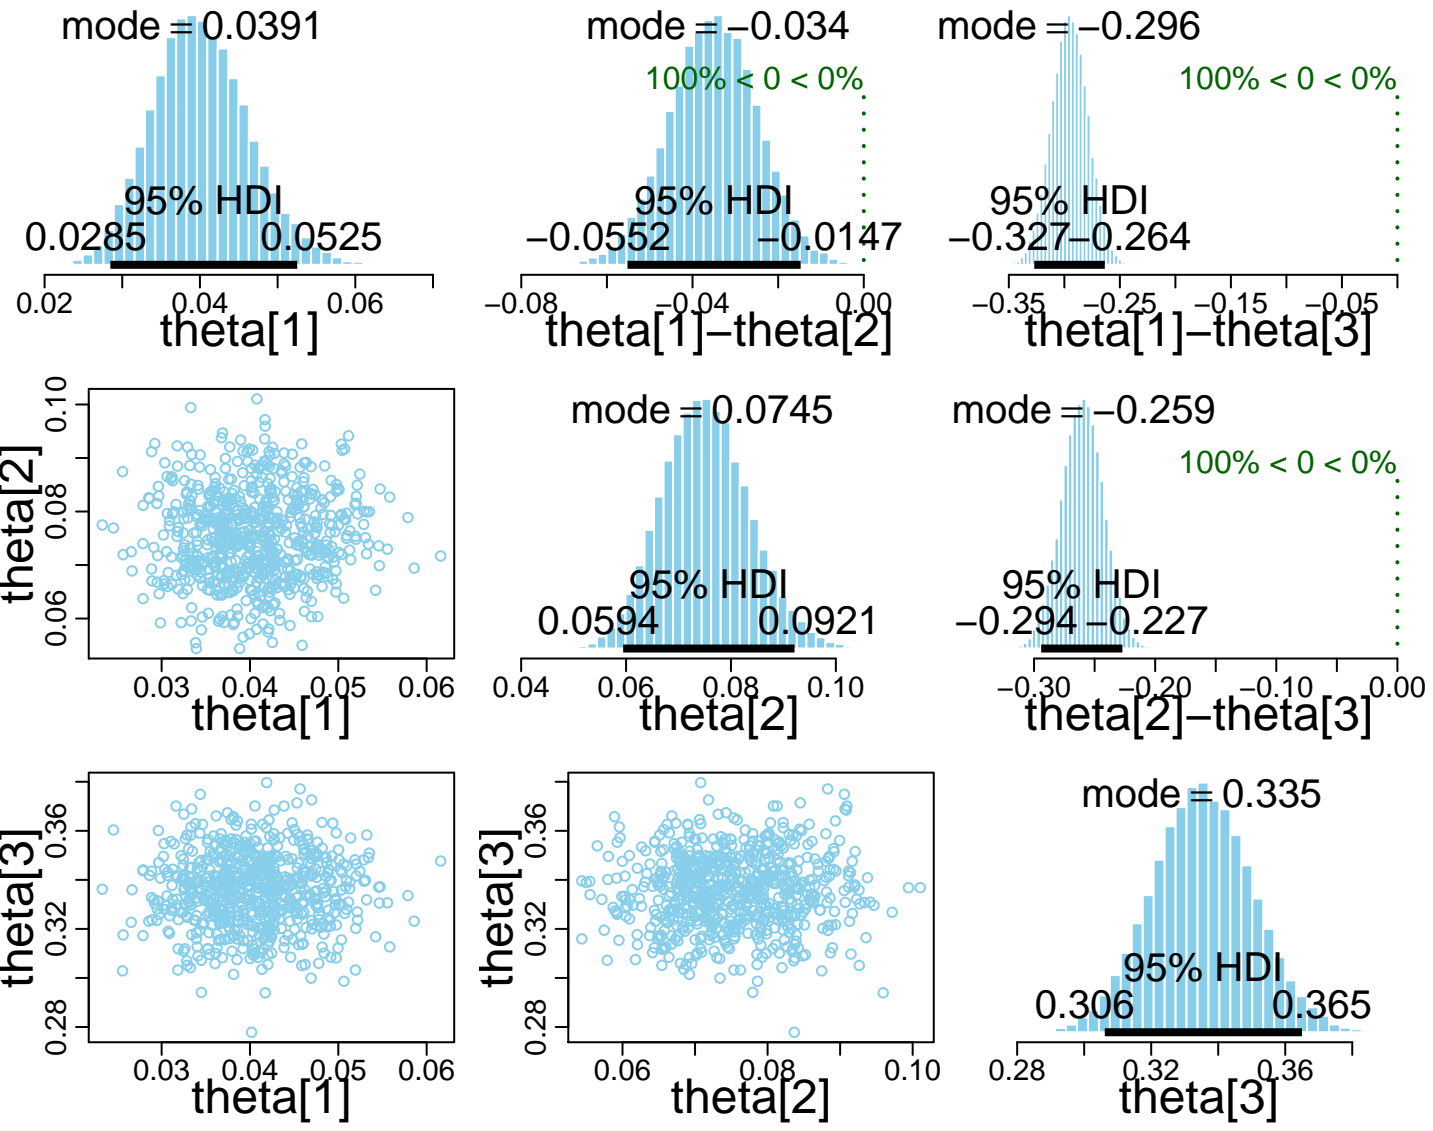 mode = 0.0391
95% HDI
0.0285 0.0525
0.02 0.04 0.06
theta[1]
mode = −0.034
100% < 0 < 0%
95% HDI
−0.0552 −0.0147
−0.08 −0.04 0.00
theta[1]−theta[2]
mode = −0.296
100% < 0 < 0%
95% HDI
−0.327 −0.264
−0.35 −0.25 −0.15 −0.05
theta[1]−theta[3]
theta[2]
0.06 0.08 0.10
0.03 0.04 0.05 0.06
theta[1]
mode = 0.0745
95% HDI
0.0594 0.0921
0.04 0.06 0.08 0.10
theta[2]
mode = −0.259
100% < 0 < 0%
95% HDI
−0.294 −0.227
−0.30 −0.20 −0.10 0.00
theta[2]−theta[3]
theta[3]
0.28 0.32 0.36
0.03 0.04 0.05 0.06
theta[1]
theta[3]
0.28 0.32 0.36
0.06 0.08 0.10
theta[2]
mode = 0.335
95% HDI
0.306 0.365
0.28 0.32 0.36
theta[3]